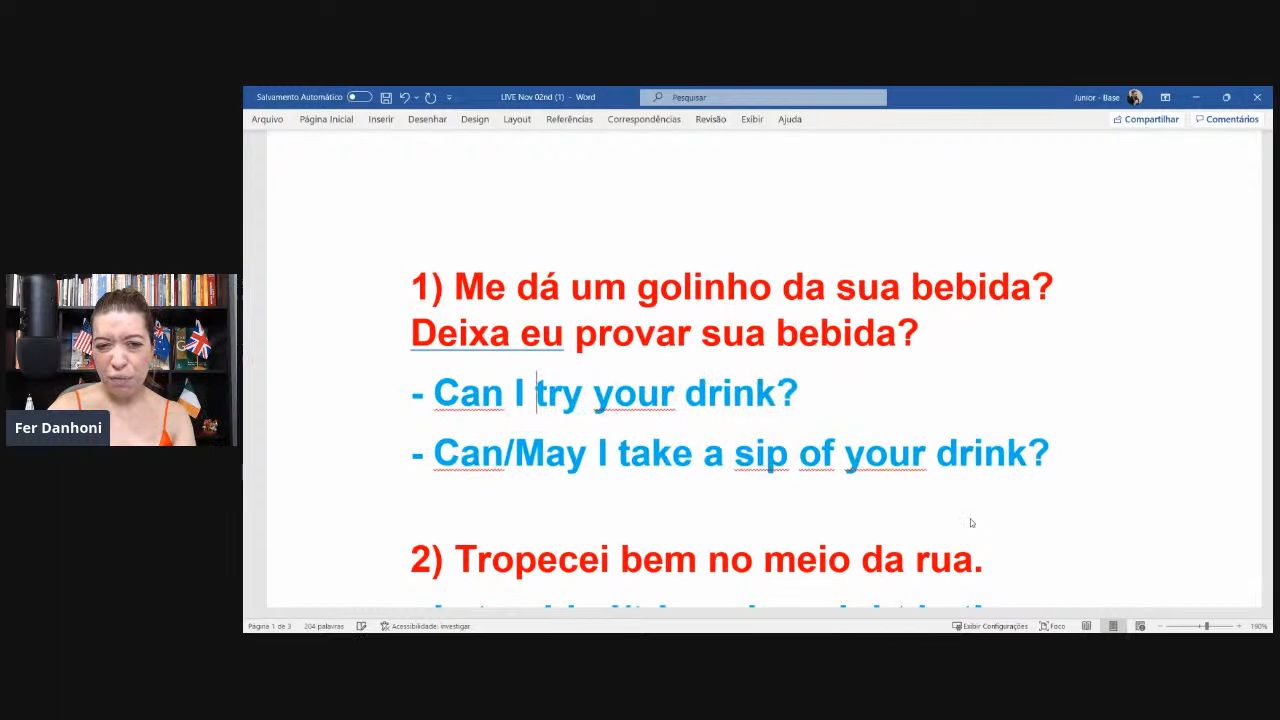 Salvamento Automático
LIVE Nov 02nd (1) - Word
Pesquisar
Junior - Base
Arquivo Página Inicial Inserir Desenhar Design Layout Referências Correspondências Revisão Exibir Ajuda
Compartilhar Comentários
1) Me dá um golinho da sua bebida?
Deixa eu provar sua bebida?
- Can I try your drink?
- Can/May I take a sip of your drink?
2) Tropecei bem no meio da rua.
Fer Danhoni
Página 1 de 3 204 palavras Acessibilidade: investigar Exibir Configurações Foco 190%